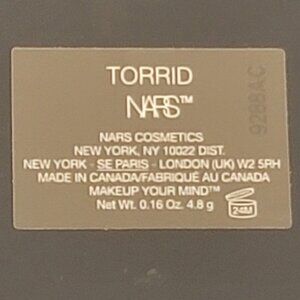 TORRID
NARS™
NARS COSMETICS
NEW YORK, NY 10022 DIST.
NEW YORK - SE PARIS - LONDON (UK) W2 5RH
MADE IN CANADA/FABRIQUÉ AU CANADA
MAKEUP YOUR MIND™
Net Wt. 0.16 Oz. 4.8 g
24M
9268AC